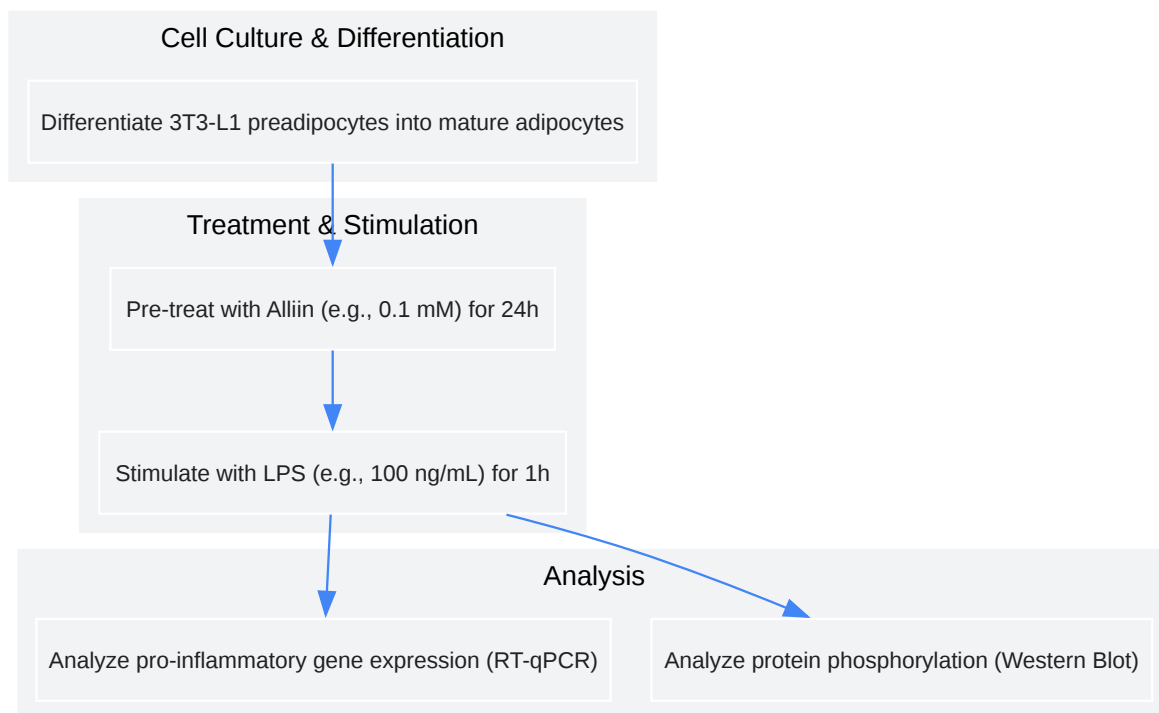 Cell Culture & Differentiation
Differentiate 3T3-L1 preadipocytes into mature adipocytes
Treatment & Stimulation
Pre-treat with Alliin (e.g., 0.1 mM) for 24h
Stimulate with LPS (e.g., 100 ng/mL) for 1h
Analysis
Analyze pro-inflammatory gene expression (RT-qPCR)
Analyze protein phosphorylation (Western Blot)